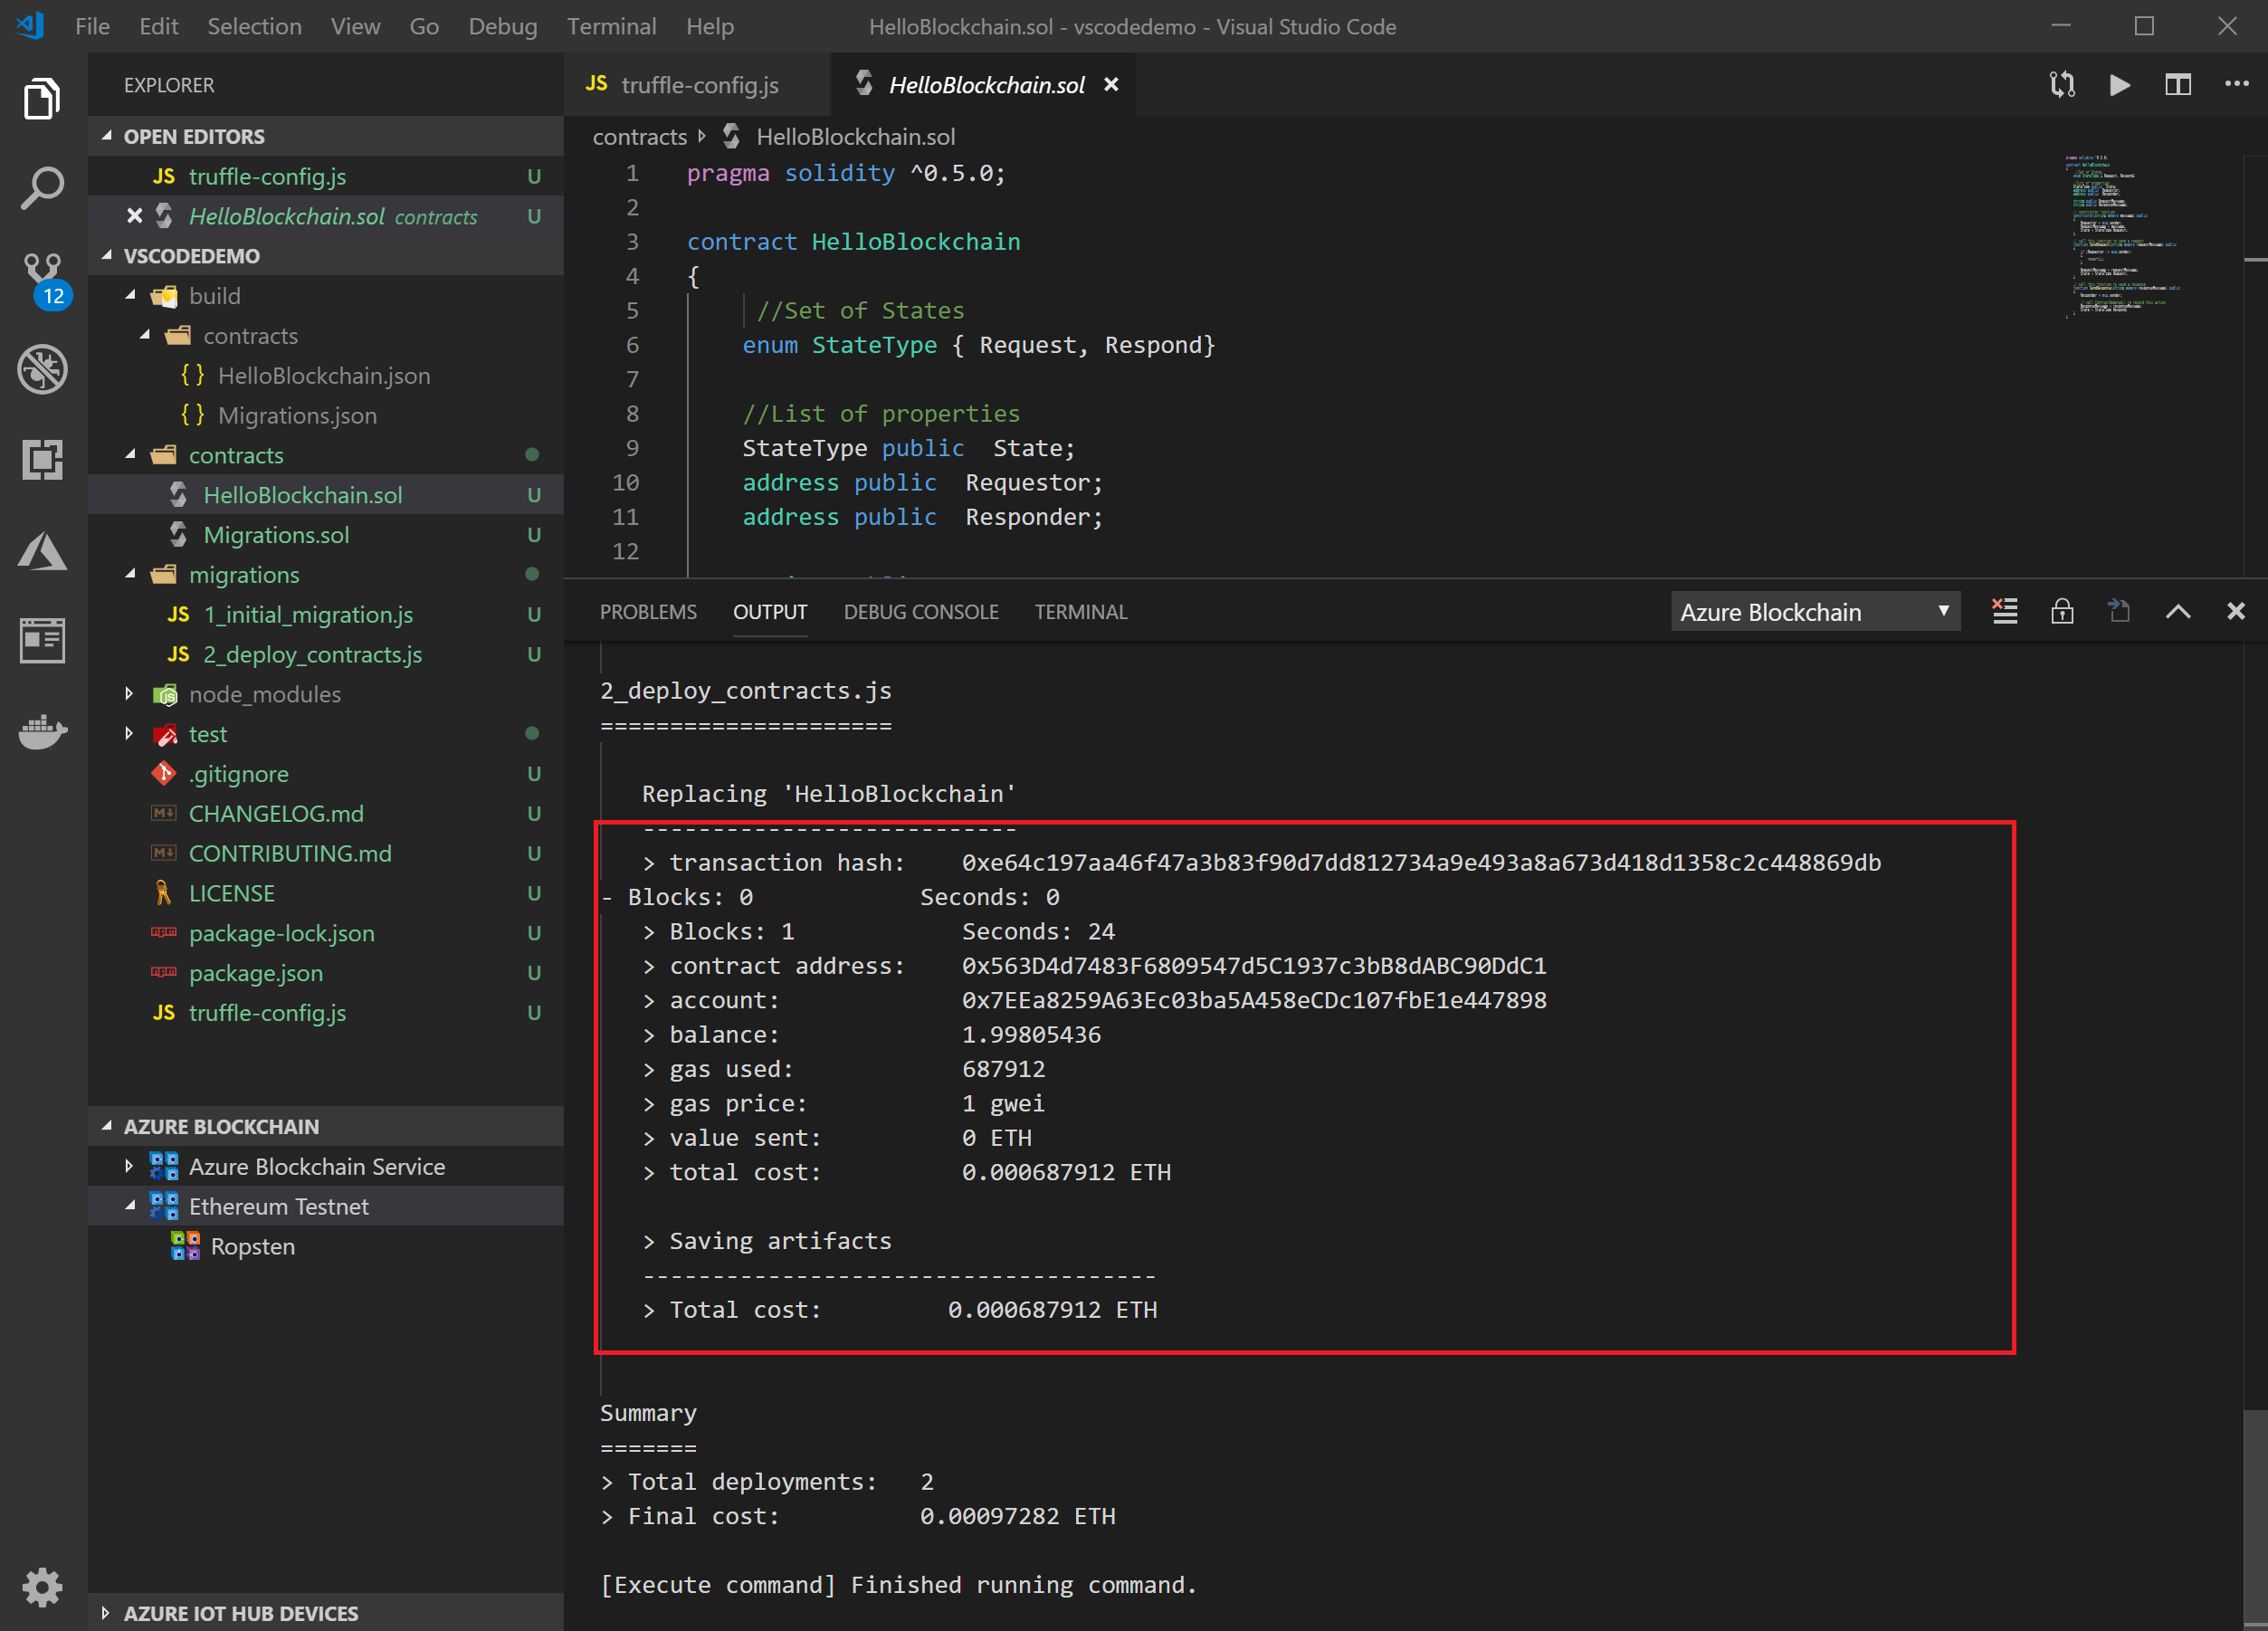 File Edit Selection View Go Debug Terminal Help
HelloBlockchain.sol - vscodedemo - Visual Studio Code
EXPLORER
OPEN EDITORS
JS truffle-config.js U
HelloBlockchain.sol contracts U
VSCODEDEMO
build
contracts
{ } HelloBlockchain.json
{ } Migrations.json
contracts
HelloBlockchain.sol U
Migrations.sol U
migrations
JS 1_initial_migration.js U
JS 2_deploy_contracts.js U
node_modules
test
.gitignore U
CHANGELOG.md U
CONTRIBUTING.md U
LICENSE U
package-lock.json U
package.json U
JS truffle-config.js U
12
AZURE BLOCKCHAIN
Azure Blockchain Service
Ethereum Testnet
Ropsten
AZURE IOT HUB DEVICES
JS truffle-config.js
HelloBlockchain.sol
contracts HelloBlockchain.sol
1 pragma solidity ^0.5.0;
2
3 contract HelloBlockchain
4 {
5 //Set of States
6 enum StateType { Request, Respond}
7
8 //List of properties
9 StateType public State;
10 address public Requestor;
11 address public Responder;
12
PROBLEMS OUTPUT DEBUG CONSOLE TERMINAL
Azure Blockchain
2_deploy_contracts.js
=====================
Replacing 'HelloBlockchain'
---------------------------
> transaction hash: 0xe64c197aa46f47a3b83f90d7dd812734a9e493a8a673d418d1358c2c448869db
- Blocks: 0 Seconds: 0
> Blocks: 1 Seconds: 24
> contract address: 0x563D4d7483F6809547d5C1937c3bB8dABC90DdC1
> account: 0x7EEa8259A63Ec03ba5A458eCDc107fbE1e447898
> balance: 1.99805436
> gas used: 687912
> gas price: 1 gwei
> value sent: 0 ETH
> total cost: 0.000687912 ETH
> Saving artifacts
-------------------------------------
> Total cost: 0.000687912 ETH
Summary
=======
> Total deployments: 2
> Final cost: 0.00097282 ETH
[Execute command] Finished running command.